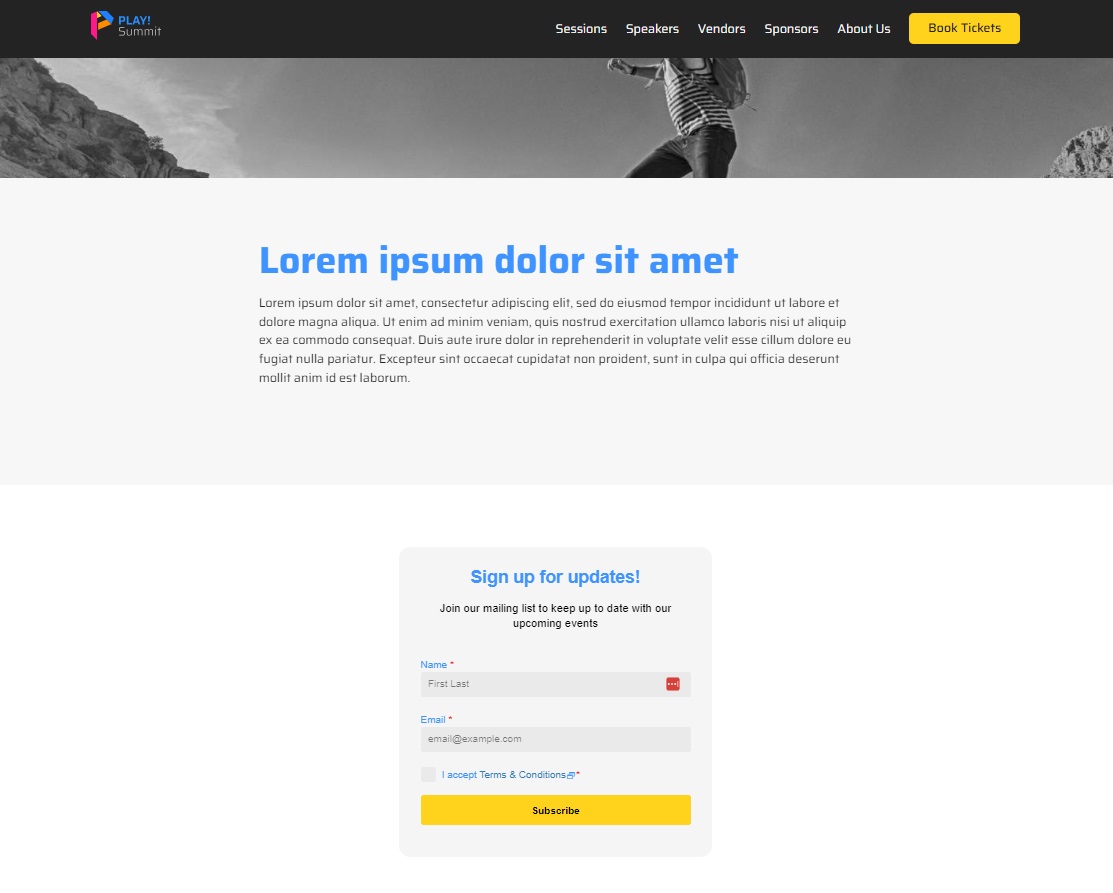 PLAY!
Summit
Sessions Speakers Vendors Sponsors About Us Book Tickets
Lorem ipsum dolor sit amet
Lorem ipsum dolor sit amet, consectetur adipiscing elit, sed do eiusmod tempor incididunt ut labore et
dolore magna aliqua. Ut enim ad minim veniam, quis nostrud exercitation ullamco laboris nisi ut aliquip
ex ea commodo consequat. Duis aute irure dolor in reprehenderit in voluptate velit esse cillum dolore eu
fugiat nulla pariatur. Excepteur sint occaecat cupidatat non proident, sunt in culpa qui officia deserunt
mollit anim id est laborum.
Sign up for updates!
Join our mailing list to keep up to date with our
upcoming events
Name *
First Last
Email *
email@example.com
I accept Terms & Conditions*
Subscribe